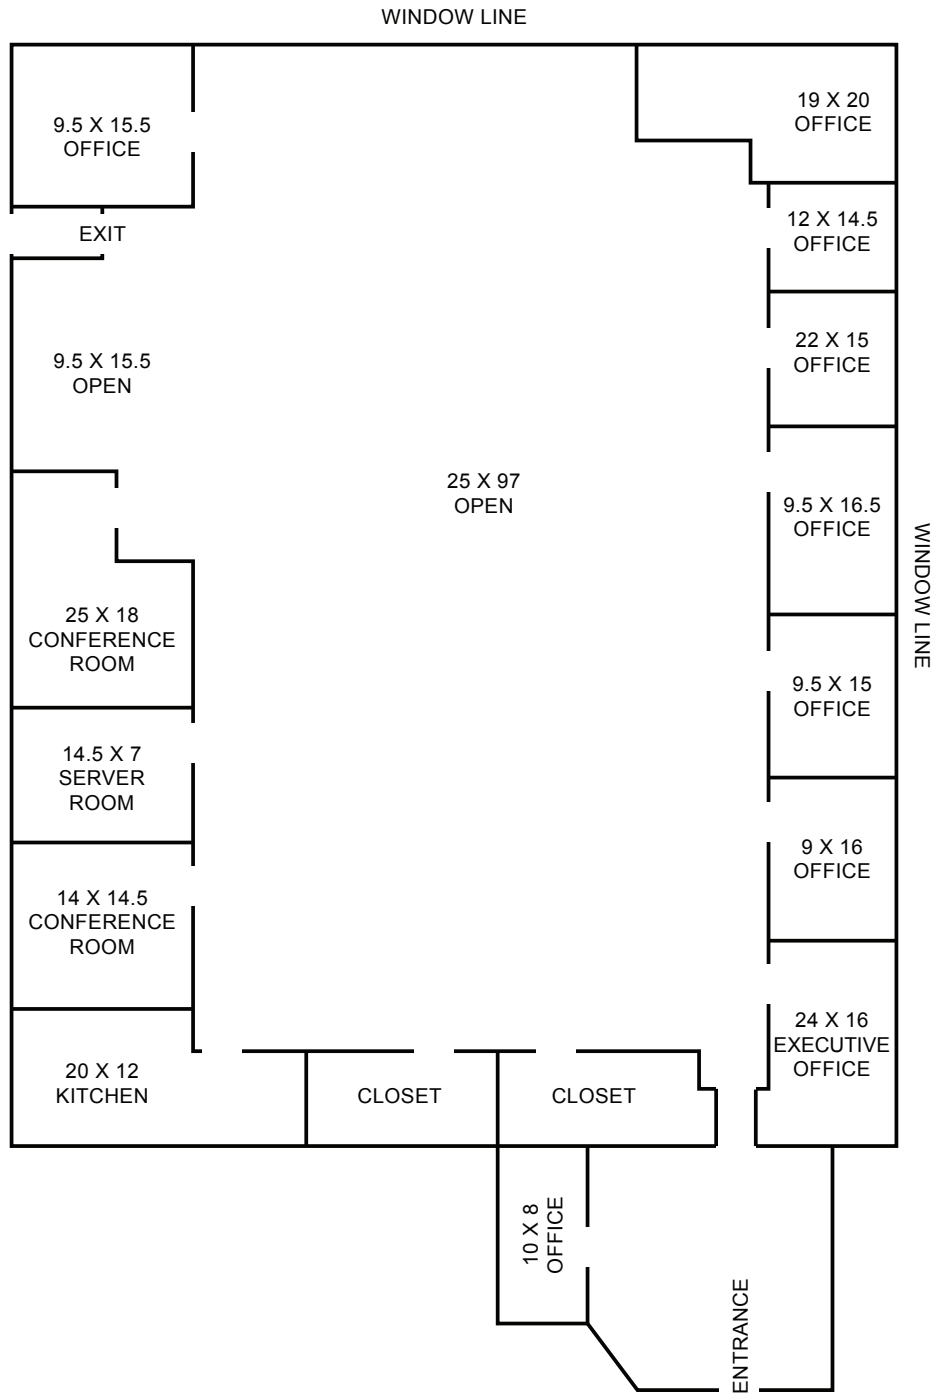 WINDOW LINE
9.5 X 15.5
OFFICE
19 X 20
OFFICE
EXIT
12 X 14.5
OFFICE
9.5 X 15.5
OPEN
22 X 15
OFFICE
25 X 97
OPEN
9.5 X 16.5
OFFICE
WINDOW LINE
25 X 18
CONFERENCE
ROOM
9.5 X 15
OFFICE
14.5 X 7
SERVER
ROOM
9 X 16
OFFICE
14 X 14.5
CONFERENCE
ROOM
24 X 16
EXECUTIVE
OFFICE
20 X 12
KITCHEN
CLOSET
CLOSET
10 X 8
OFFICE
ENTRANCE